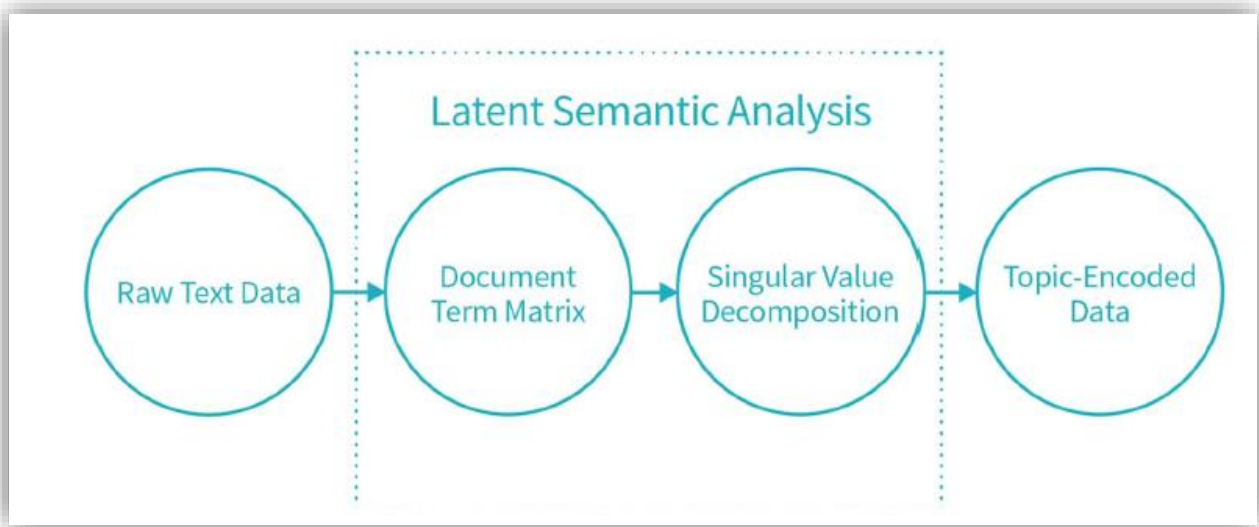 Latent Semantic Analysis
Raw Text Data
Document
Term Matrix
Singular Value
Decomposition
Topic-Encoded
Data